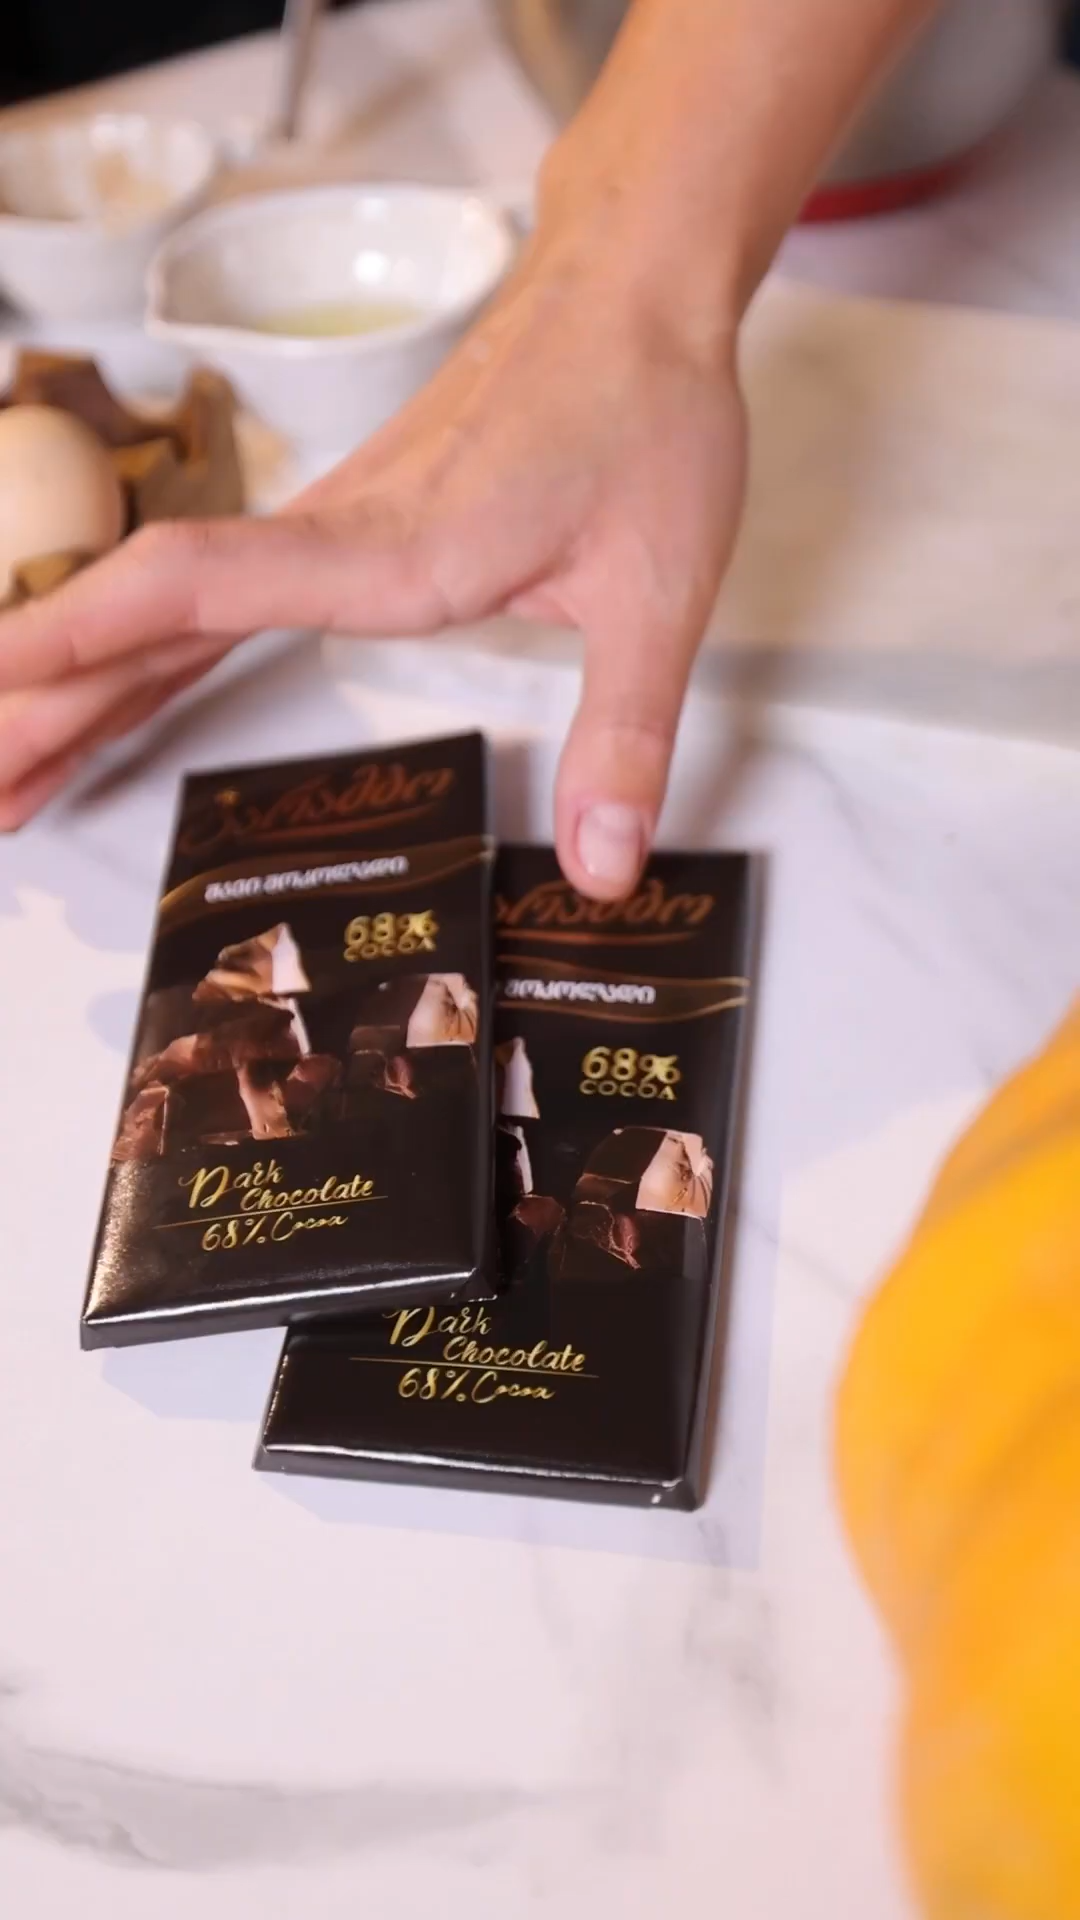 ბარამბო
შავი შოკოლადი
68%
COCOA
Dark
Chocolate
68% Cocoa
შოკოლადი
68%
COCOA
Dark
Chocolate
68% Cocoa